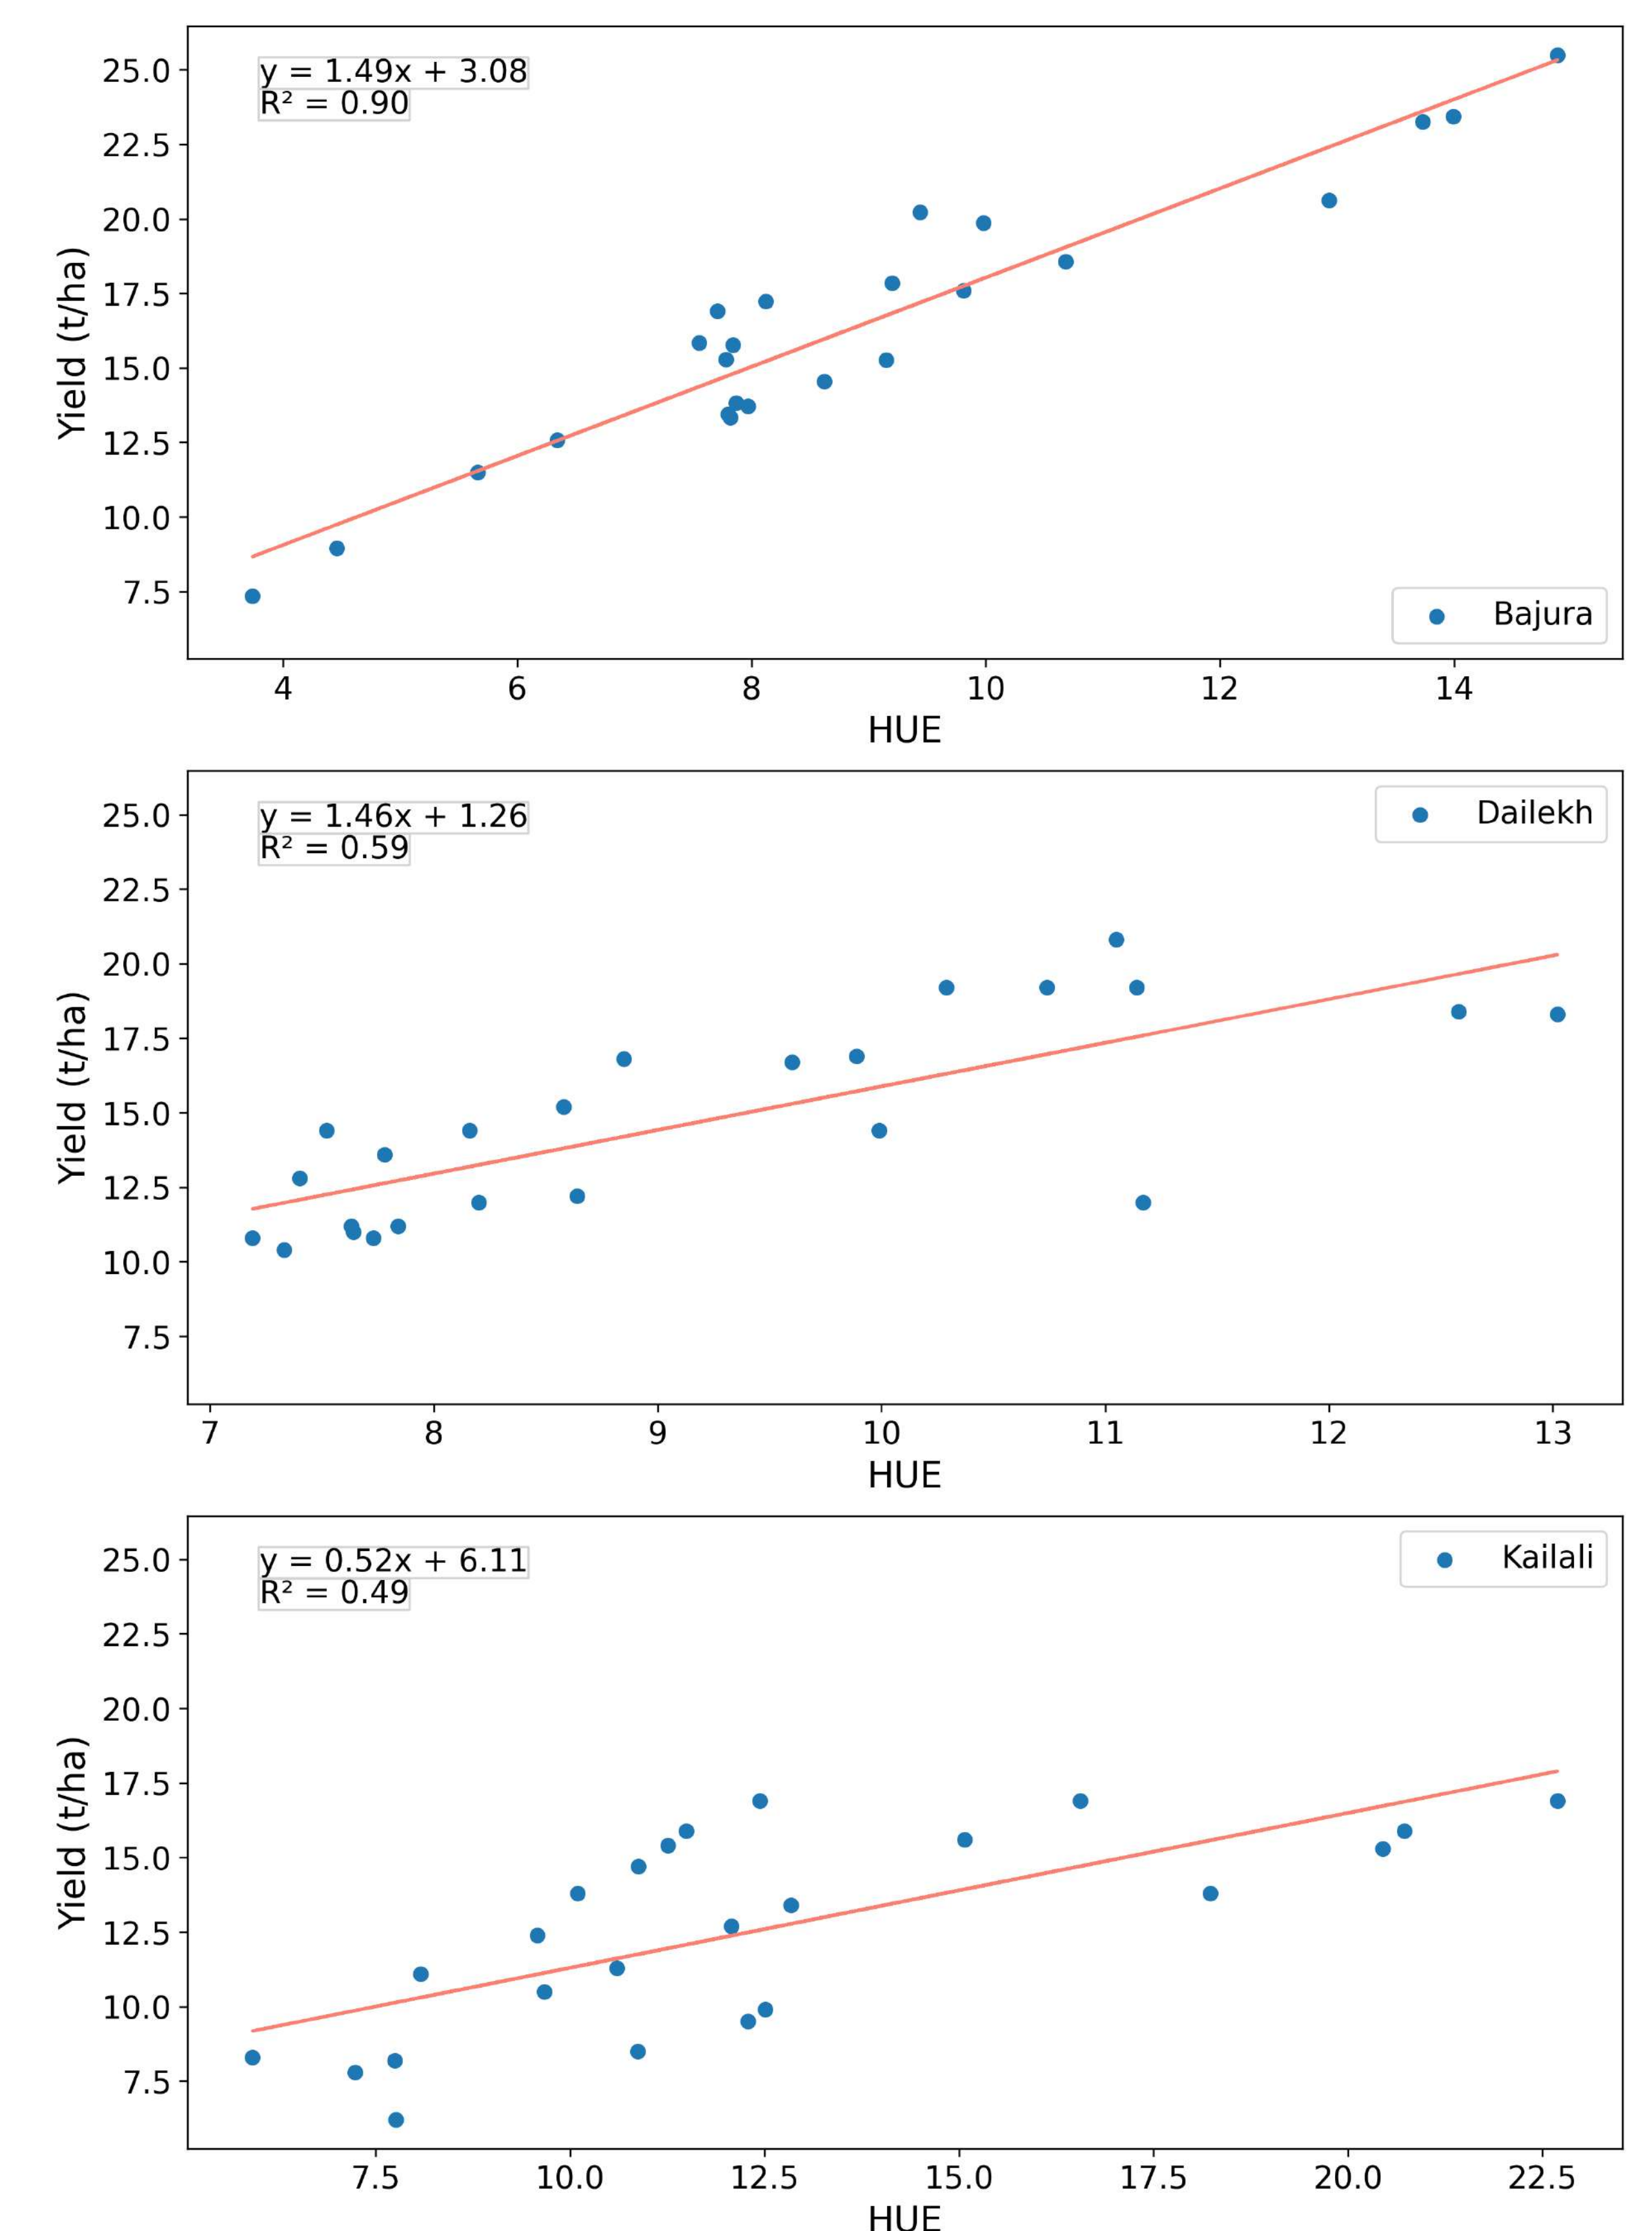 y = 1.49x + 3.08
R² = 0.90
25.0
22.5
20.0
17.5
15.0
12.5
10.0
7.5
Yield (t/ha)
Bajura
4 6 8 10 12 14
HUE
y = 1.46x + 1.26
R² = 0.59
Dailekh
25.0
22.5
20.0
17.5
15.0
12.5
10.0
7.5
Yield (t/ha)
7 8 9 10 11 12 13
HUE
y = 0.52x + 6.11
R² = 0.49
Kailali
25.0
22.5
20.0
17.5
15.0
12.5
10.0
7.5
Yield (t/ha)
7.5 10.0 12.5 15.0 17.5 20.0 22.5
HUE